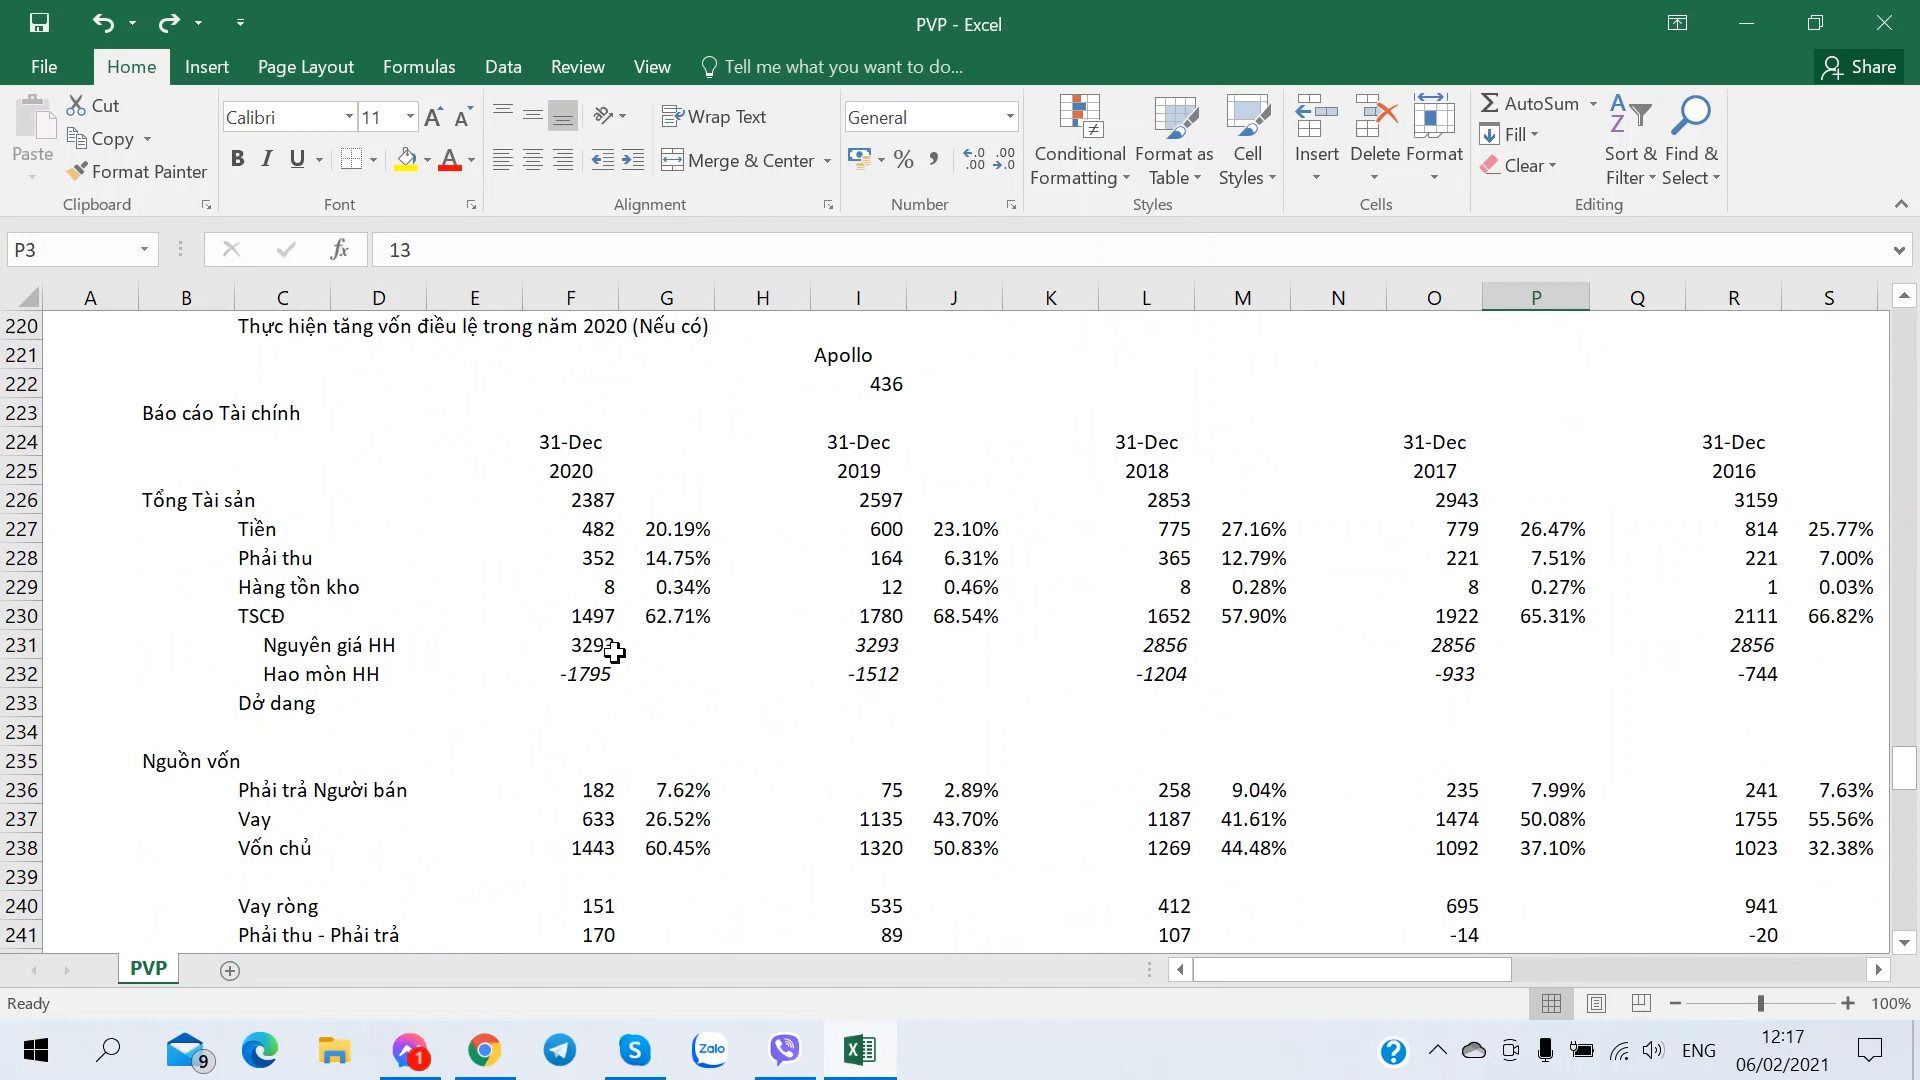 PVP - Excel
File Home Insert Page Layout Formulas Data Review View Tell me what you want to do... Share
Paste Cut Copy Format Painter Clipboard
Calibri 11 Font
Wrap Text Merge & Center Alignment
General Number
Conditional Formatting Format as Table Cell Styles Styles
Insert Delete Format Cells
AutoSum Fill Clear Sort & Filter Find & Select Editing
P3 fx 13
A B C D E F G H I J K L M N O P Q R S
220 Thực hiện tăng vốn điều lệ trong năm 2020 (Nếu có)
221 Apollo
222 436
223 Báo cáo Tài chính
224 31-Dec 31-Dec 31-Dec 31-Dec 31-Dec
225 2020 2019 2018 2017 2016
226 Tổng Tài sản 2387 2597 2853 2943 3159
227 Tiền 482 20.19% 600 23.10% 775 27.16% 779 26.47% 814 25.77%
228 Phải thu 352 14.75% 164 6.31% 365 12.79% 221 7.51% 221 7.00%
229 Hàng tồn kho 8 0.34% 12 0.46% 8 0.28% 8 0.27% 1 0.03%
230 TSCĐ 1497 62.71% 1780 68.54% 1652 57.90% 1922 65.31% 2111 66.82%
231 Nguyên giá HH 3293 3293 2856 2856 2856
232 Hao mòn HH -1795 -1512 -1204 -933 -744
233 Dở dang
234
235 Nguồn vốn
236 Phải trả Người bán 182 7.62% 75 2.89% 258 9.04% 235 7.99% 241 7.63%
237 Vay 633 26.52% 1135 43.70% 1187 41.61% 1474 50.08% 1755 55.56%
238 Vốn chủ 1443 60.45% 1320 50.83% 1269 44.48% 1092 37.10% 1023 32.38%
239
240 Vay ròng 151 535 412 695 941
241 Phải thu - Phải trả 170 89 107 -14 -20
PVP
Ready 100%
9 1 Zalo ENG 12:17
06/02/2021